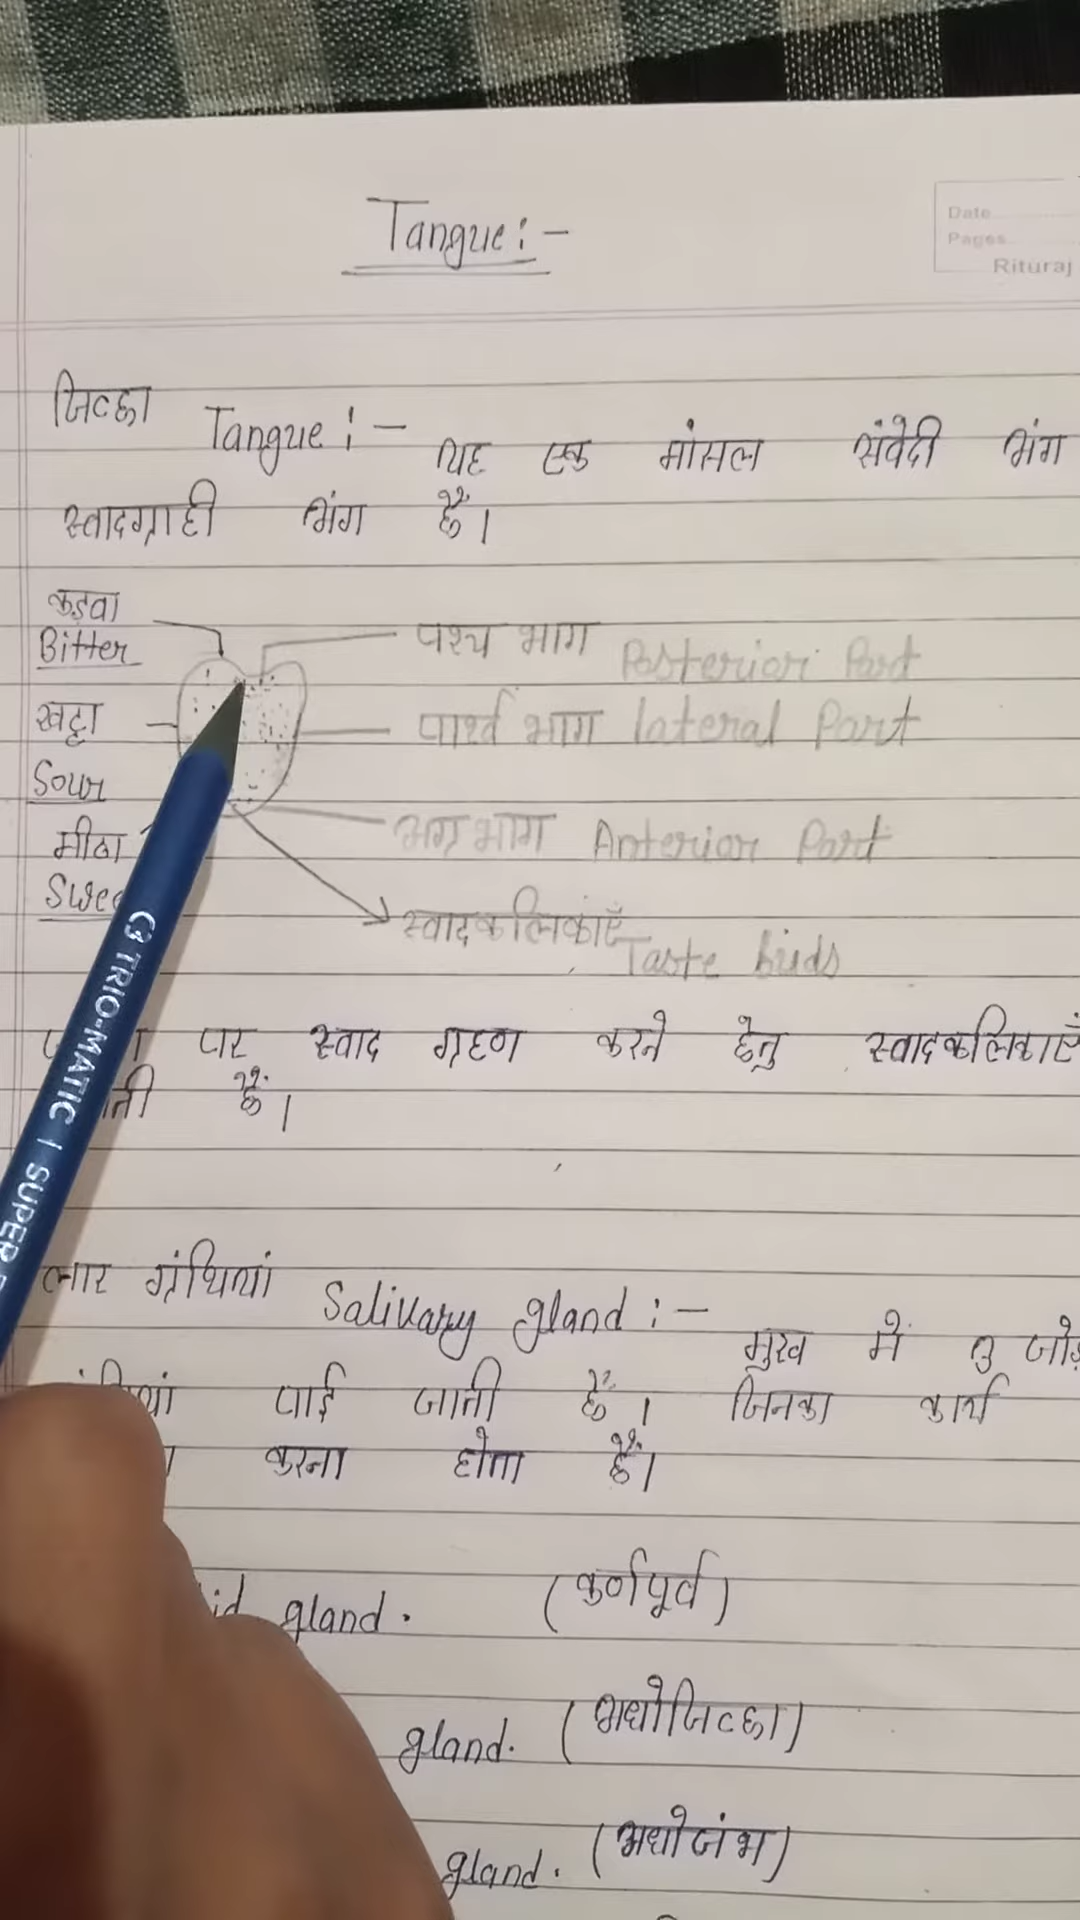 Tangue :-
Date
Pages
Rituraj
जिव्हा Tangue :- यह एक मांसल संवेदी अंग
स्वादग्राही अंग है।
कड़वा
Bitter
पश्च भाग Posterior Part
खट्टा
पार्श्व भाग lateral Part
Sour
मीठा
अग्र भाग Anterior Part
स्वादकलिकाएँ Taste buds
पर स्वाद ग्रहण करने हेतु स्वादकलिकाएँ
हैं।
लार ग्रंथियां Salivary gland :- मुख में 3
पाई जाती हैं। जिनका कार्य
करना होता हैं।
gland. (कर्णपूर्व)
gland. (अधोजिव्हा)
gland. (अधोजंभ)
TRIO-MATIC | SUPER